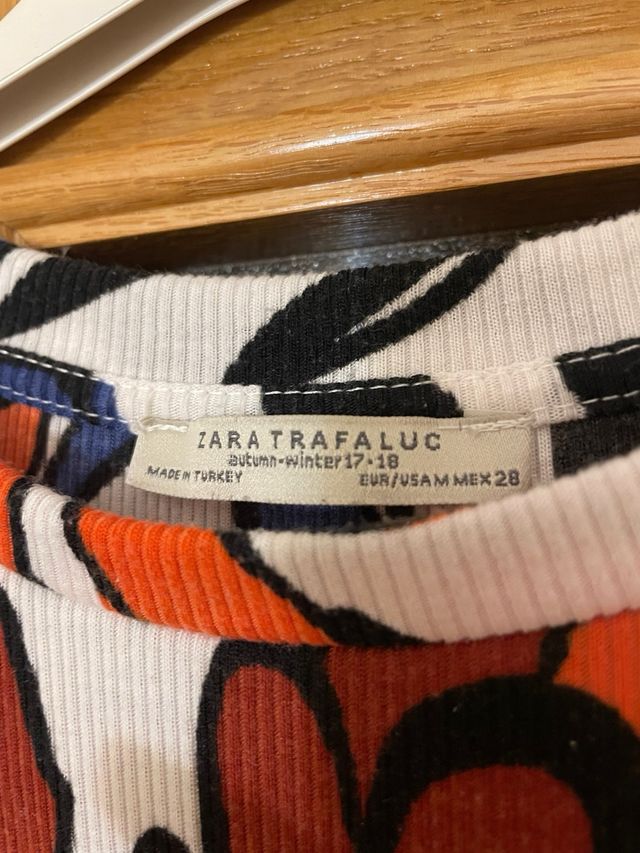 ZARA TRAFALUC
autumn-winter 17-18
MADE IN TURKEY EUR/USA M MEX 28